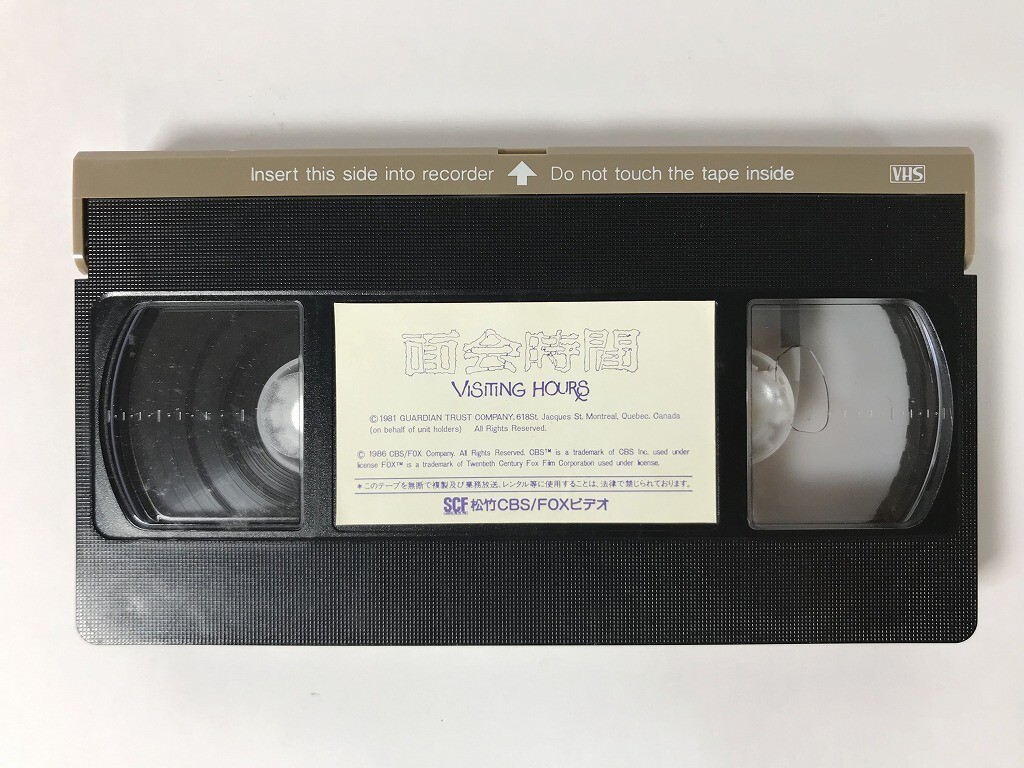 Insert this side into recorder Do not touch the tape inside VHS
面会時間
VISITING HOURS
©1981 GUARDIAN TRUST COMPANY. 618St. Jacques St. Montreal, Quebec. Canada
(on behalf of unit holders) All Rights Reserved.
© 1986 CBS/FOX Company. All Rights Reserved. CBS™ is a trademark of CBS Inc. used under
license FOX™ is a trademark of Twentieth Century Fox Film Corporation used under license.
*このテープを無断で複製及び業務放送、レンタル等に使用することは、法律で禁じられております。
SCF 松竹CBS/FOXビデオ